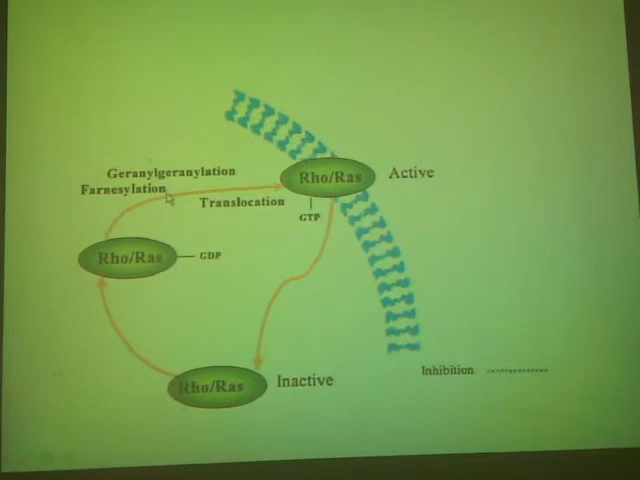 Geranylgeranylation
Farnesylation
Translocation
Rho/Ras
Active
GTP
Rho/Ras
GDP
Rho/Ras
Inactive
Inhibition